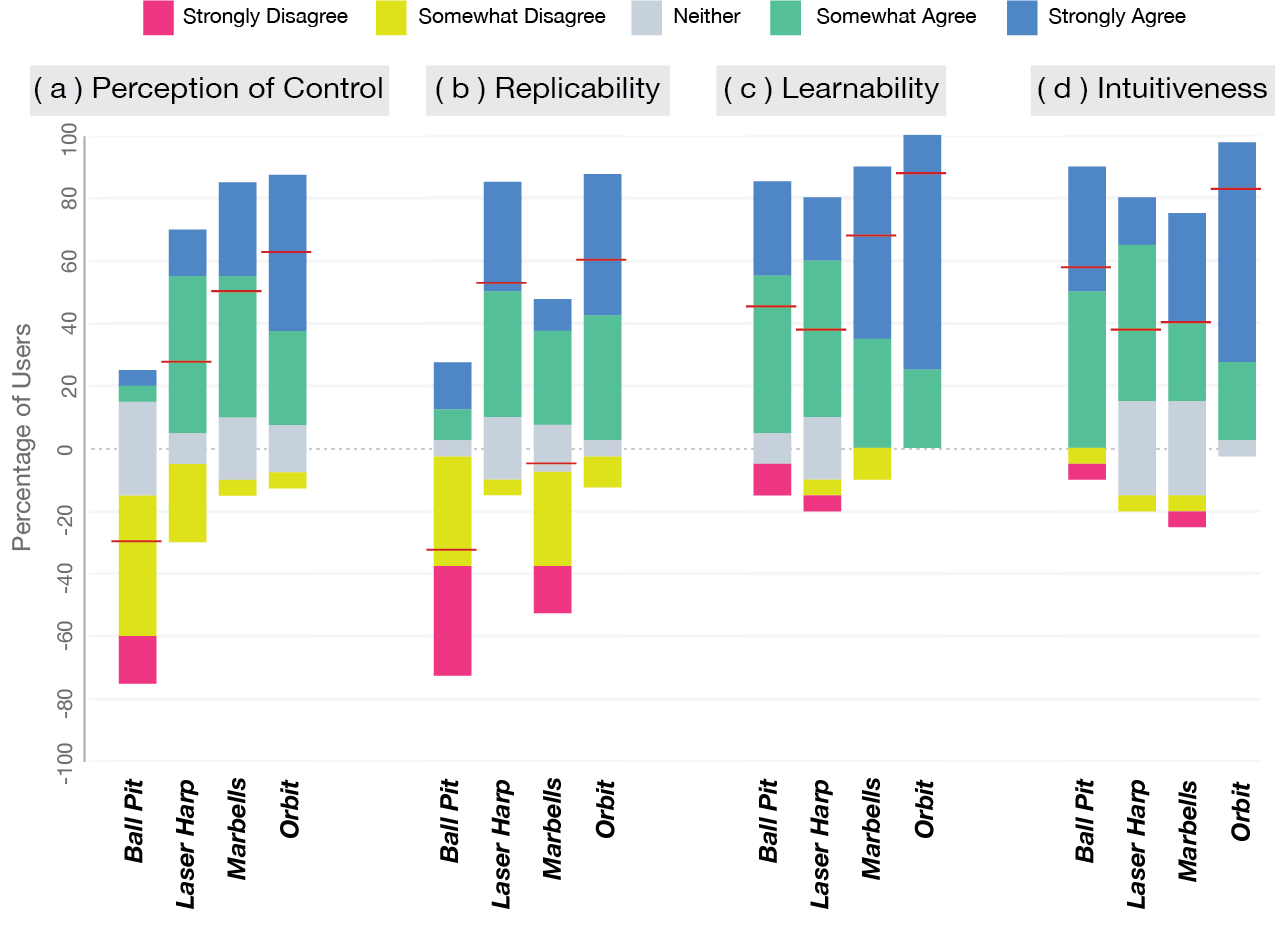 Strongly Disagree Somewhat Disagree Neither Somewhat Agree Strongly Agree
( a ) Perception of Control ( b ) Replicability ( c ) Learnability ( d ) Intuitiveness
Percentage of Users
100
80
60
40
20
0
-20
-40
-60
-80
-100
Ball Pit
Laser Harp
Marbells
Orbit
Ball Pit
Laser Harp
Marbells
Orbit
Ball Pit
Laser Harp
Marbells
Orbit
Ball Pit
Laser Harp
Marbells
Orbit